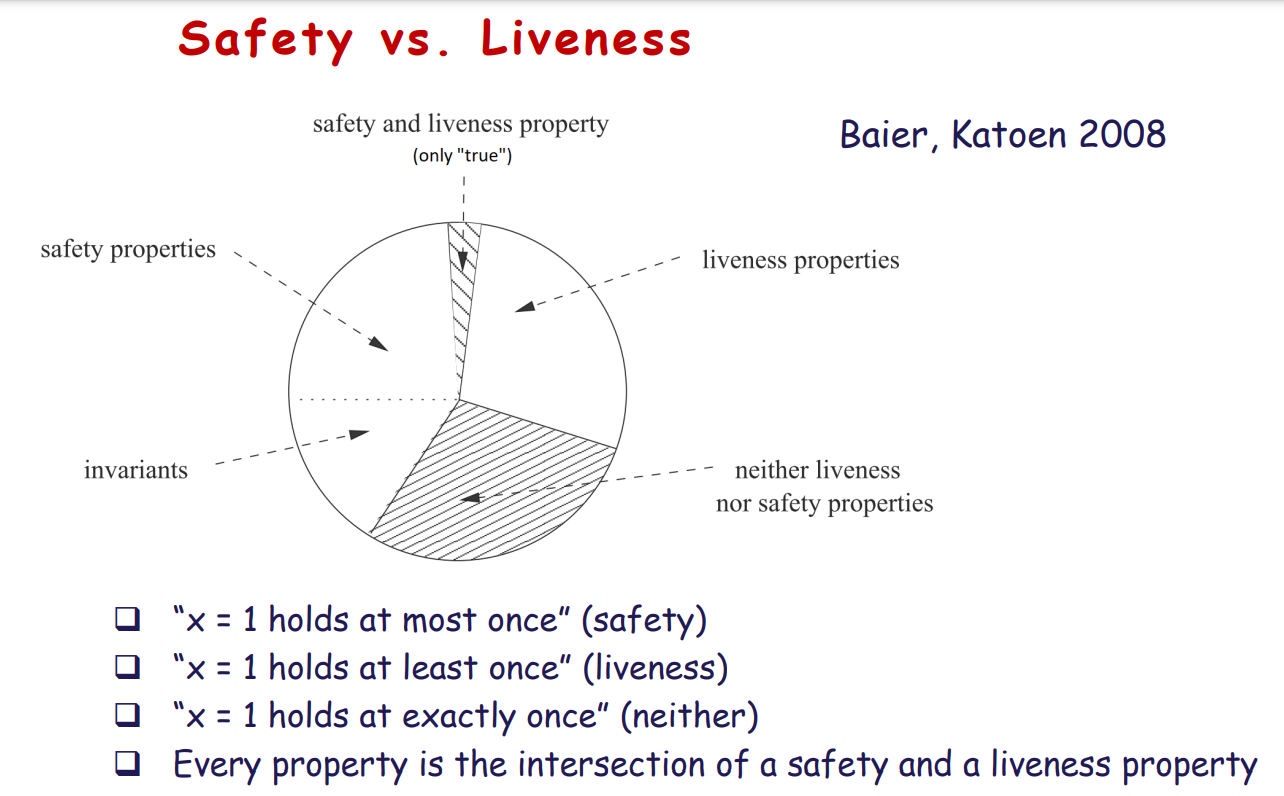 Safety vs. Liveness
safety and liveness property
(only "true")
Baier, Katoen 2008
safety properties
liveness properties
invariants
neither liveness
nor safety properties
❑ “x = 1 holds at most once” (safety)
❑ “x = 1 holds at least once” (liveness)
❑ “x = 1 holds at exactly once” (neither)
❑ Every property is the intersection of a safety and a liveness property